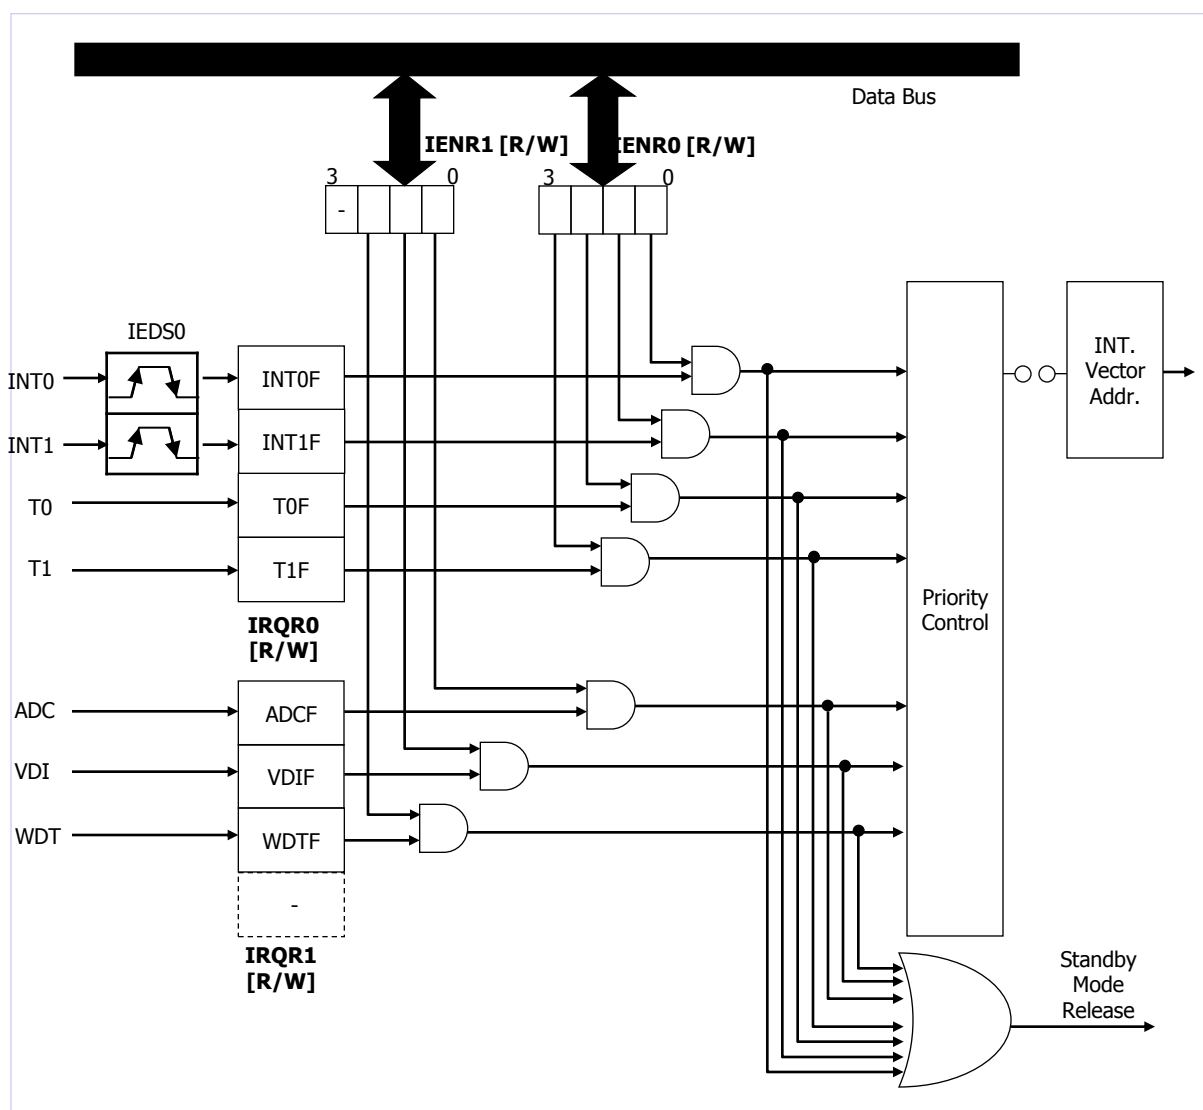 Data Bus
IENR1 [R/W]
IENR0 [R/W]
3
0
3
0
-
IEDS0
INT0
INT0F
INT.
Vector
Addr.
INT1
INT1F
T0
T0F
T1
T1F
Priority
Control
IRQR0
[R/W]
ADC
ADCF
VDI
VDIF
WDT
WDTF
-
IRQR1
[R/W]
Standby
Mode
Release